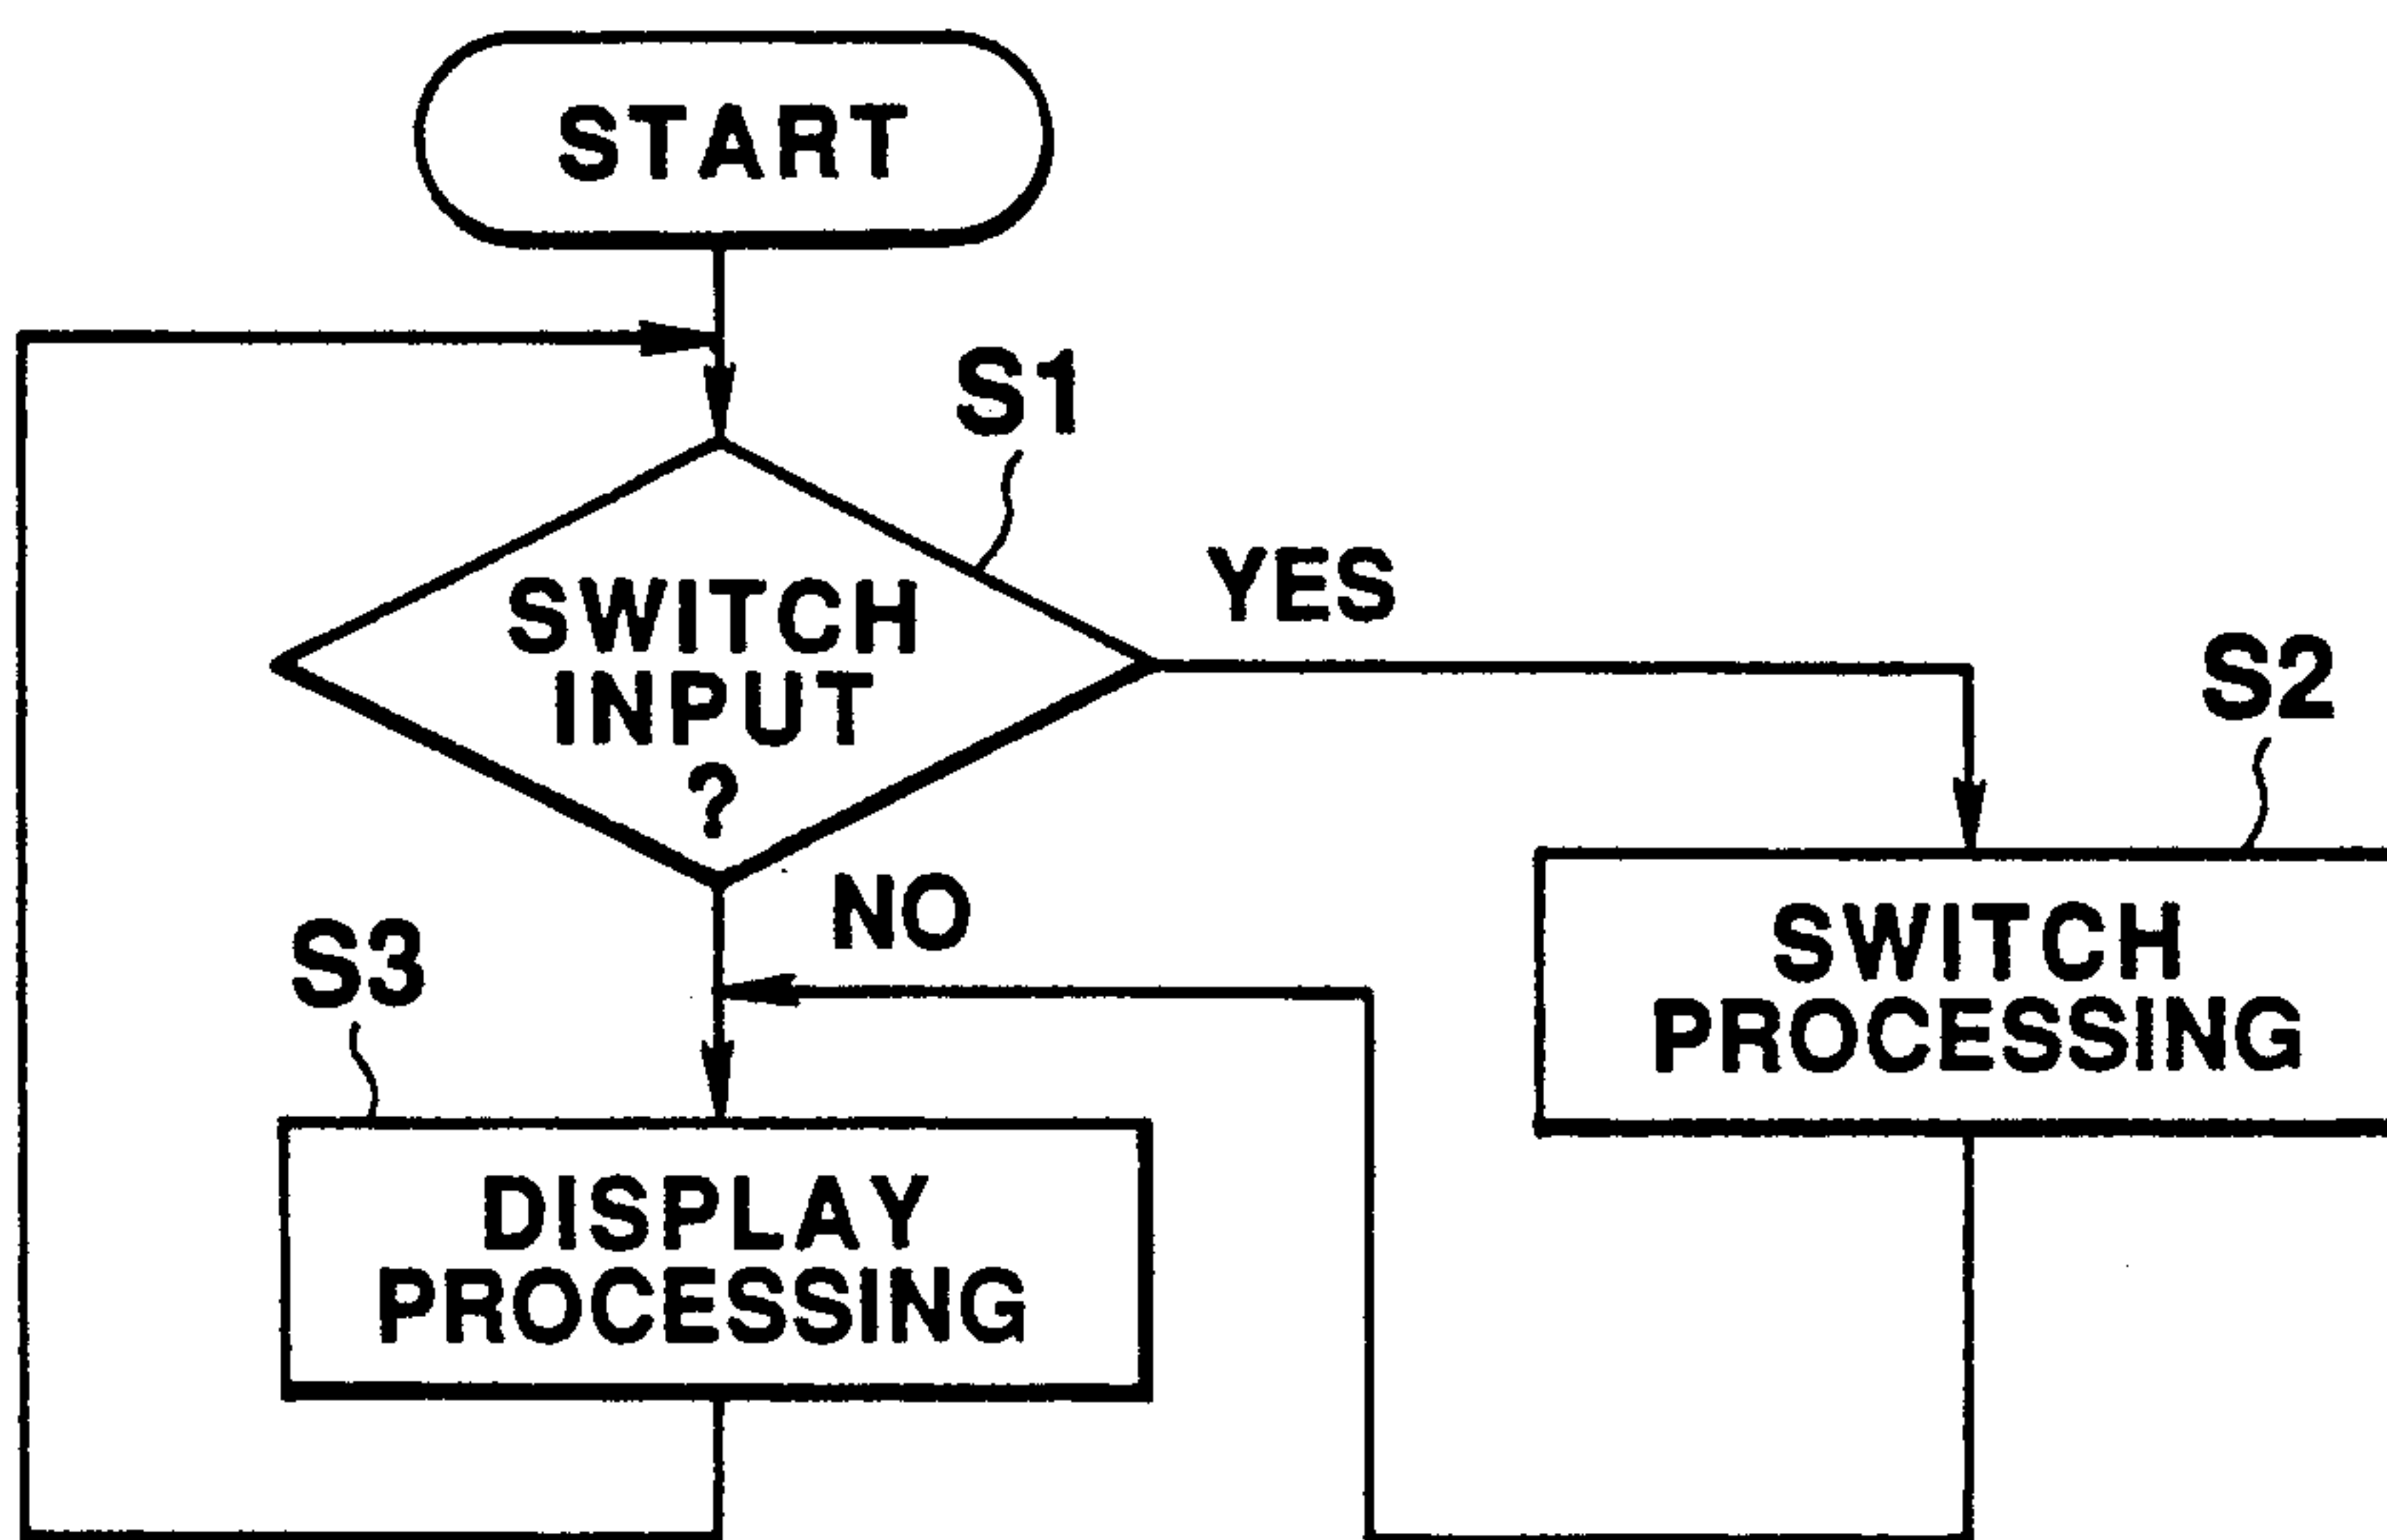 START
S1
SWITCH
INPUT
?
YES
S2
SWITCH
PROCESSING
NO
S3
DISPLAY
PROCESSING